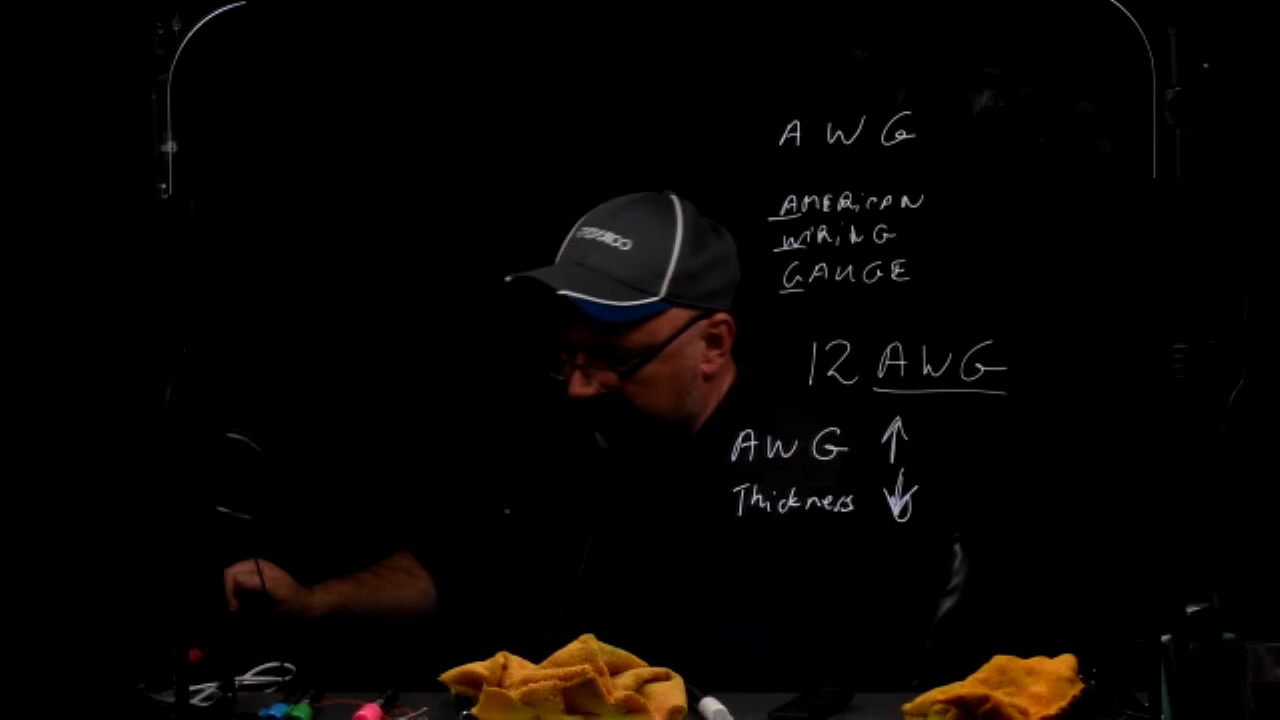 AWG
AMERICAN
WIRING
GAUGE
12 AWG
AWG ↑
Thickness ↓